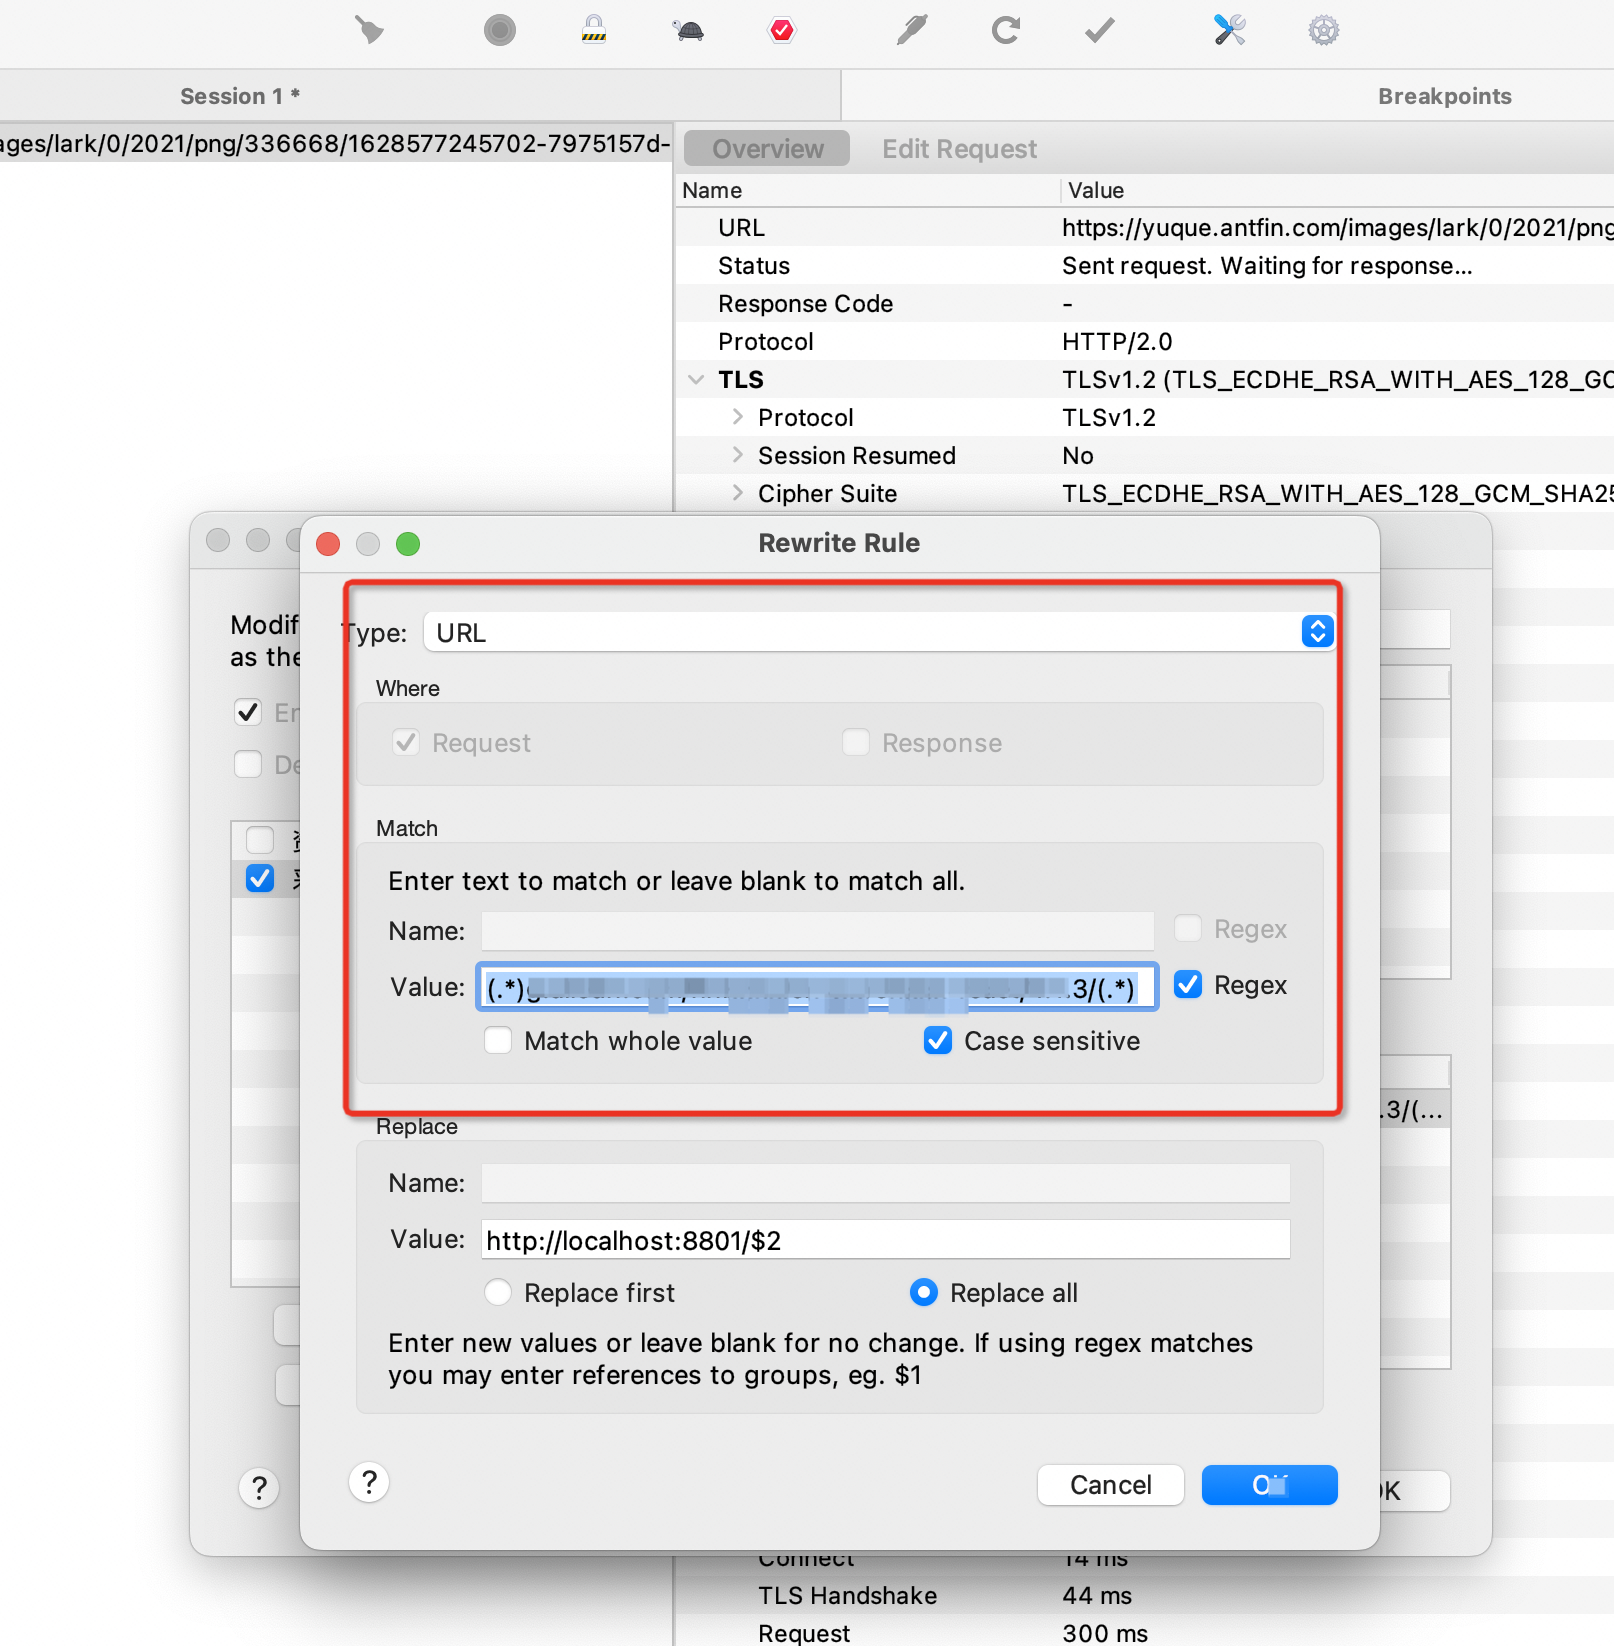 Session 1 *
Breakpoints
ages/lark/0/2021/png/336668/1628577245702-7975157d-
Overview
Edit Request
Name
Value
URL
https://yuque.antfin.com/images/lark/0/2021/png
Status
Sent request. Waiting for response...
Response Code
-
Protocol
HTTP/2.0
TLS
TLSv1.2 (TLS_ECDHE_RSA_WITH_AES_128_GC
Protocol
TLSv1.2
Session Resumed
No
Cipher Suite
TLS_ECDHE_RSA_WITH_AES_128_GCM_SHA25
Rewrite Rule
Modif
as the
En
De
Type:
URL
Where
Request
Response
Match
Enter text to match or leave blank to match all.
Name:
Regex
Value:
(.*)
.3/(.*)
Regex
Match whole value
Case sensitive
.3/(...
Replace
Name:
Value:
http://localhost:8801/$2
Replace first
Replace all
Enter new values or leave blank for no change. If using regex matches
you may enter references to groups, eg. $1
?
?
Cancel
OK
OK
Connect
14 ms
TLS Handshake
44 ms
Request
300 ms